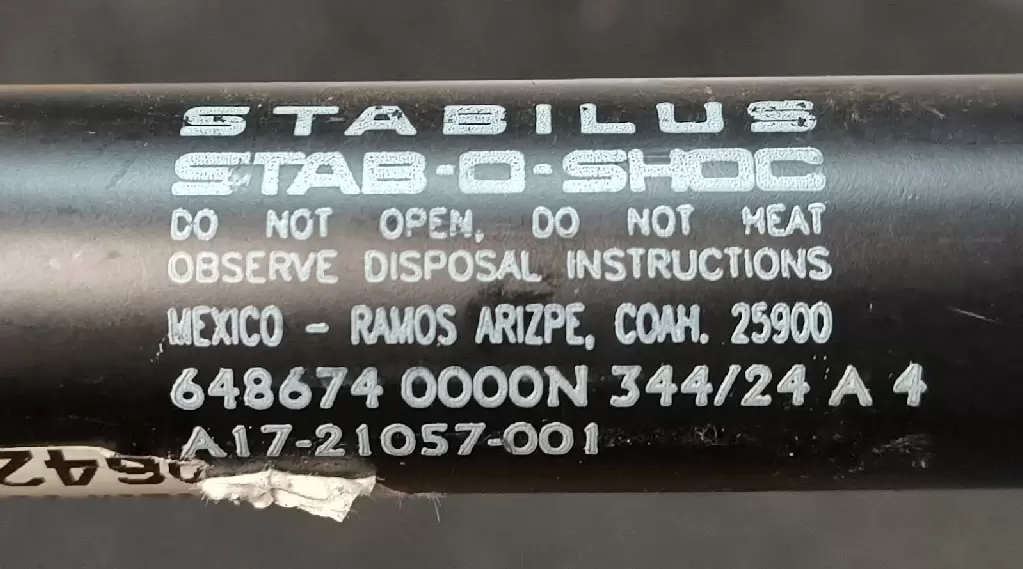 STABILUS
STAB-O-SHOC
DO NOT OPEN. DO NOT HEAT
OBSERVE DISPOSAL INSTRUCTIONS
MEXICO - RAMOS ARIZPE, COAH. 25900
648674 0000N 344/24 A 4
A17-21057-001